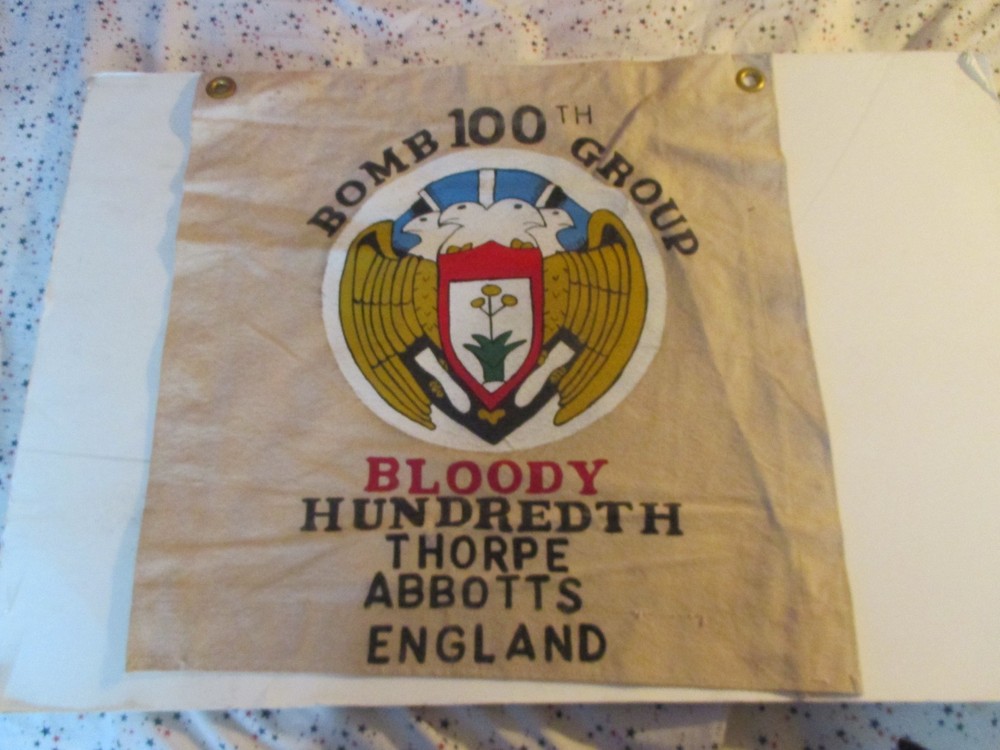 BOMB 100TH GROUP
BLOODY
HUNDREDTH
THORPE
ABBOTTS
ENGLAND